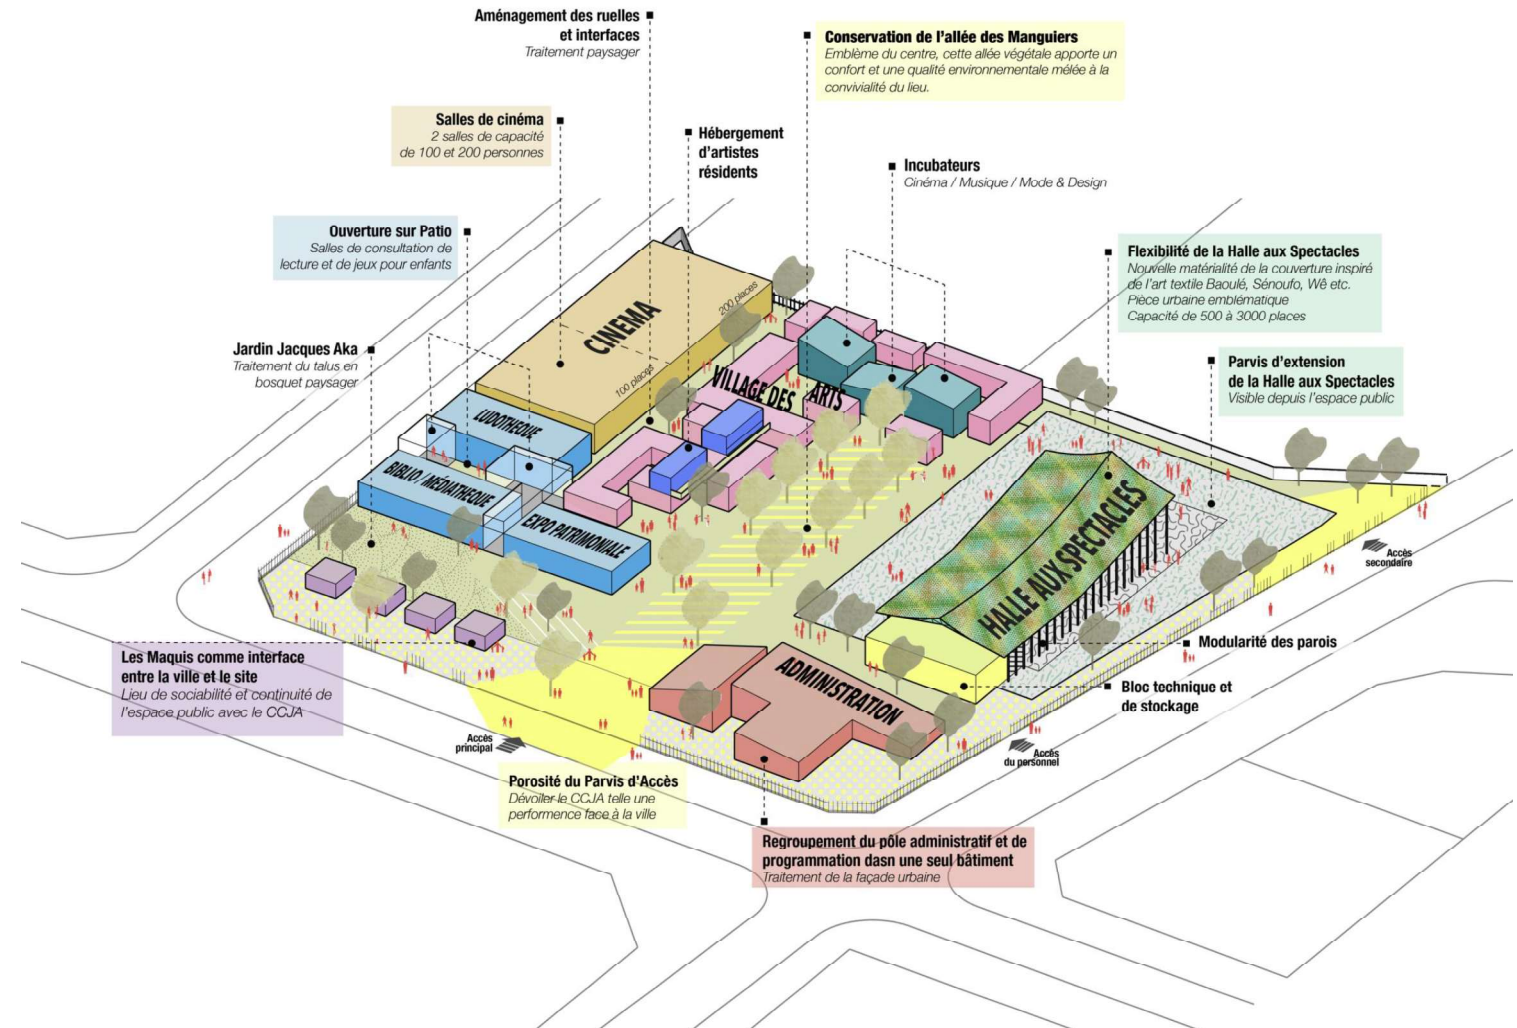 Aménagement des ruelles
et interfaces
Traitement paysager
Conservation de l'allée des Manguiers
Emblème du centre, cette allée végétale apporte un
confort et une qualité environnementale mêlée à la
convivialité du lieu.
Salles de cinéma
2 salles de capacité
de 100 et 200 personnes
Hébergement
d'artistes
résidents
Incubateurs
Cinéma / Musique / Mode & Design
Ouverture sur Patio
Salles de consultation de
lecture et de jeux pour enfants
Flexibilité de la Halle aux Spectacles
Nouvelle matérialité de la couverture inspiré
de l'art textile Baoulé, Sénoufo, Wê etc.
Pièce urbaine emblématique
Capacité de 500 à 3000 places
Jardin Jacques Aka
Traitement du talus en
bosquet paysager
Parvis d'extension
de la Halle aux Spectacles
Visible depuis l'espace public
CINEMA
200 places
100 places
VILLAGE DES ARTS
LUDOTHEQUE
BIBLIO / MEDIATHEQUE
EXPO PATRIMONIALE
HALLE AUX SPECTACLES
ADMINISTRATION
Accès
secondaire
Modularité des parois
Bloc technique et
de stockage
Les Maquis comme interface
entre la ville et le site
Lieu de sociabilité et continuité de
l'espace public avec le CCJA
Accès
principal
Accès
du personnel
Porosité du Parvis d'Accès
Dévoiler le CCJA telle une
performence face à la ville
Regroupement du pôle administratif et de
programmation dasn une seul bâtiment
Traitement de la façade urbaine